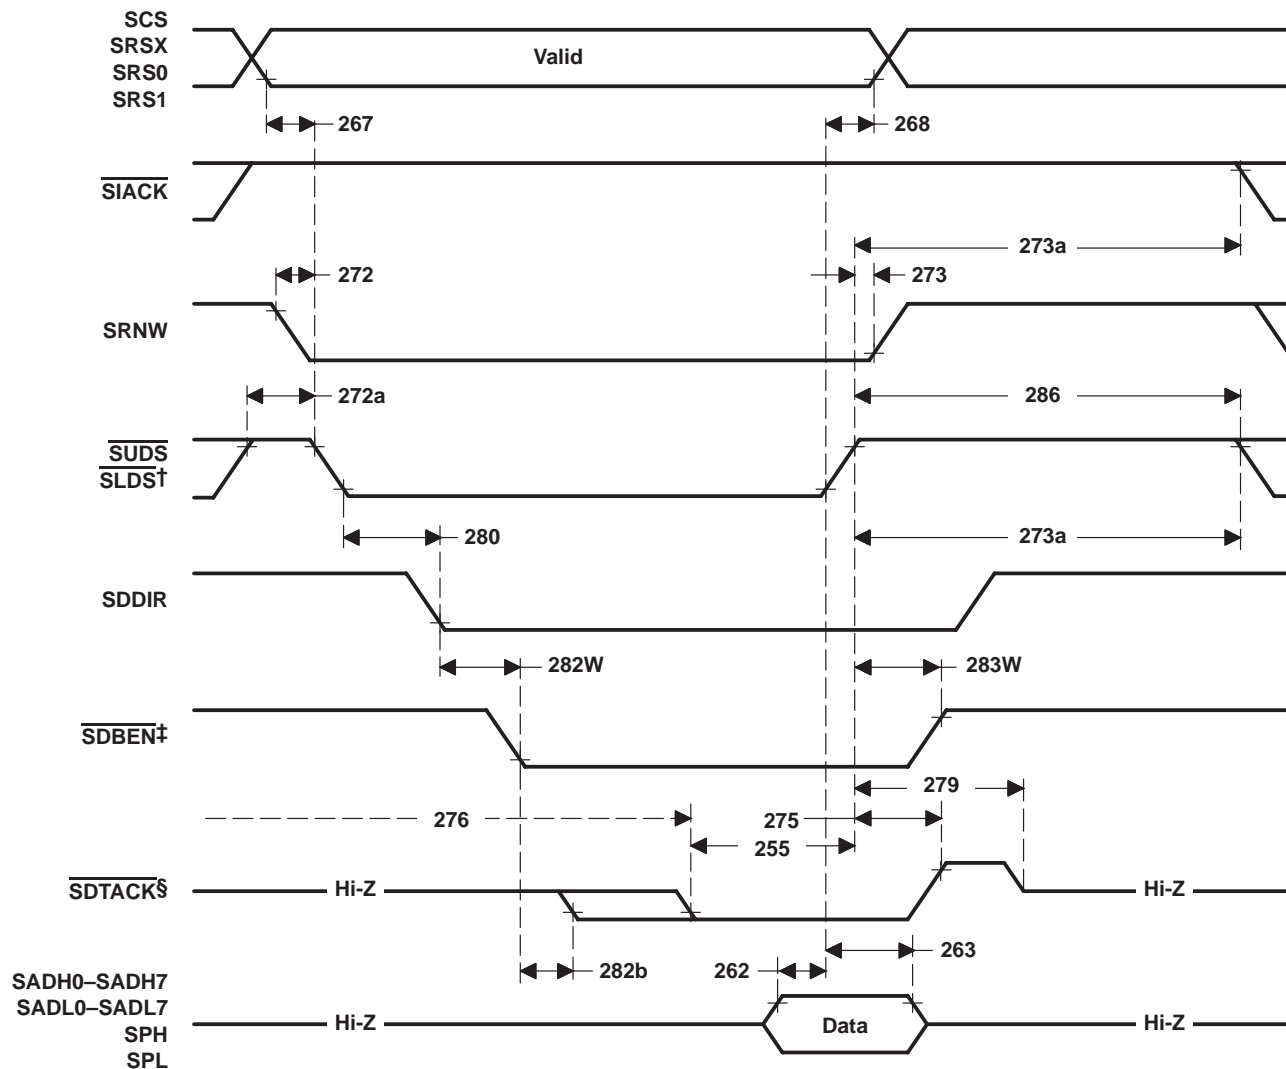 SCS
SRSX
SRS0
SRS1
Valid
267
268
SIACK
273a
272
273
SRNW
272a
286
SUDS
SLDS†
280
273a
SDDIR
282W
283W
SDBEN‡
279
276
275
255
SDTACK§
Hi-Z
Hi-Z
263
282b
262
SADH0–SADH7
SADL0–SADL7
SPH
SPL
Hi-Z
Data
Hi-Z